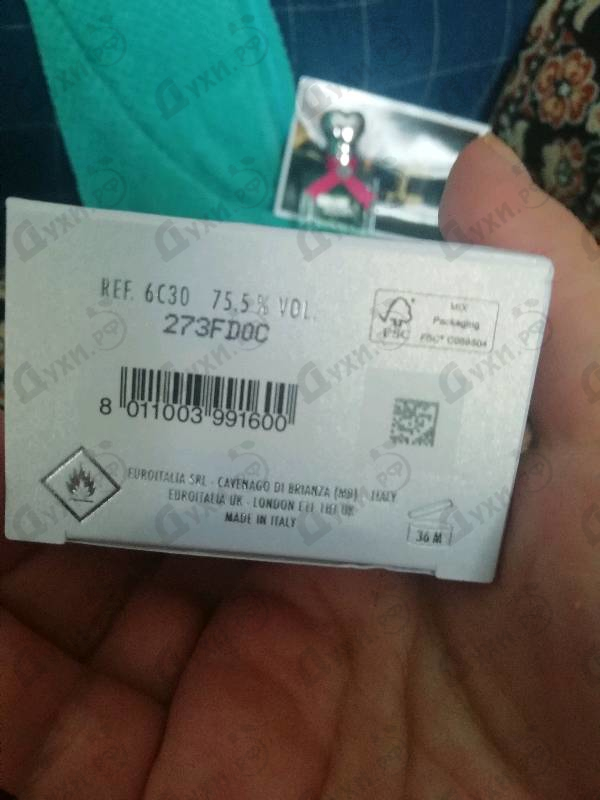 REF. 6C30 75.5% VOL.
273FD0C
MIX
Packaging
FSC
8 011003 991600
EUROITALIA SRL - CAVENAGO DI BRIANZA (MB) ITALY
EUROITALIA UK - LONDON
UK
MADE IN ITALY
36 M
Духи.РФ